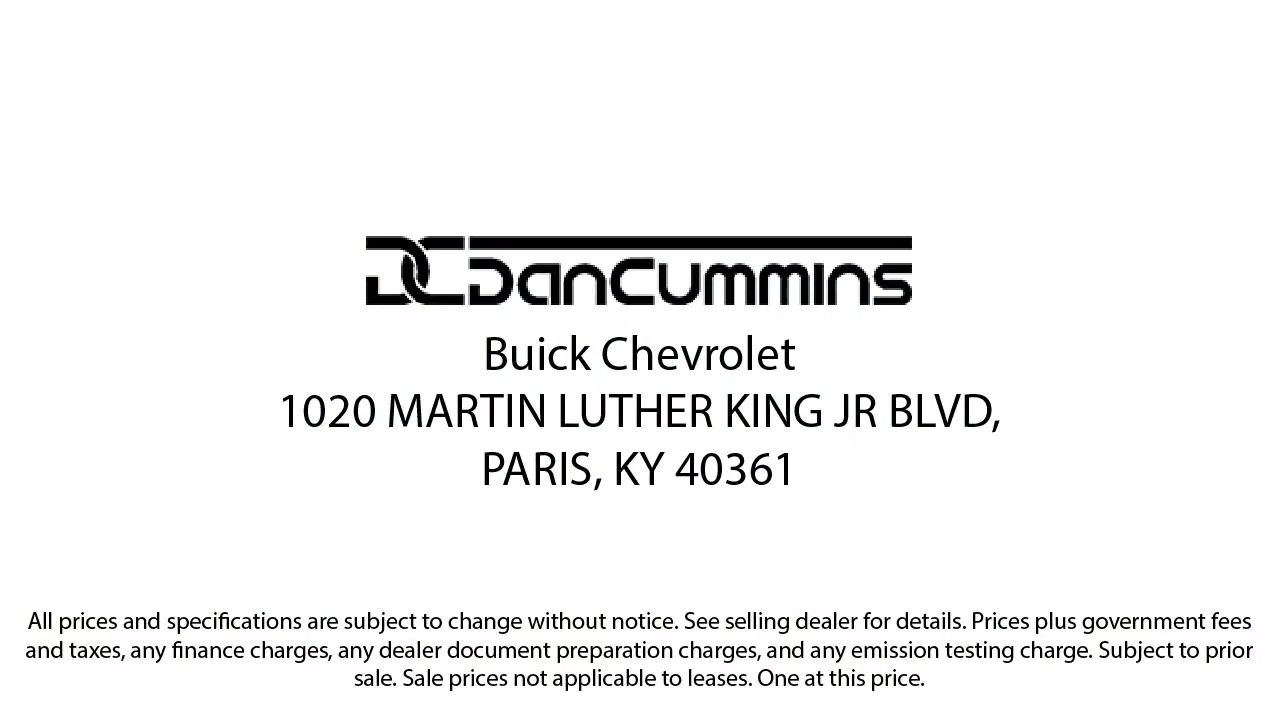 DC DanCummins
Buick Chevrolet
1020 MARTIN LUTHER KING JR BLVD,
PARIS, KY 40361
All prices and specifications are subject to change without notice. See selling dealer for details. Prices plus government fees
and taxes, any finance charges, any dealer document preparation charges, and any emission testing charge. Subject to prior
sale. Sale prices not applicable to leases. One at this price.